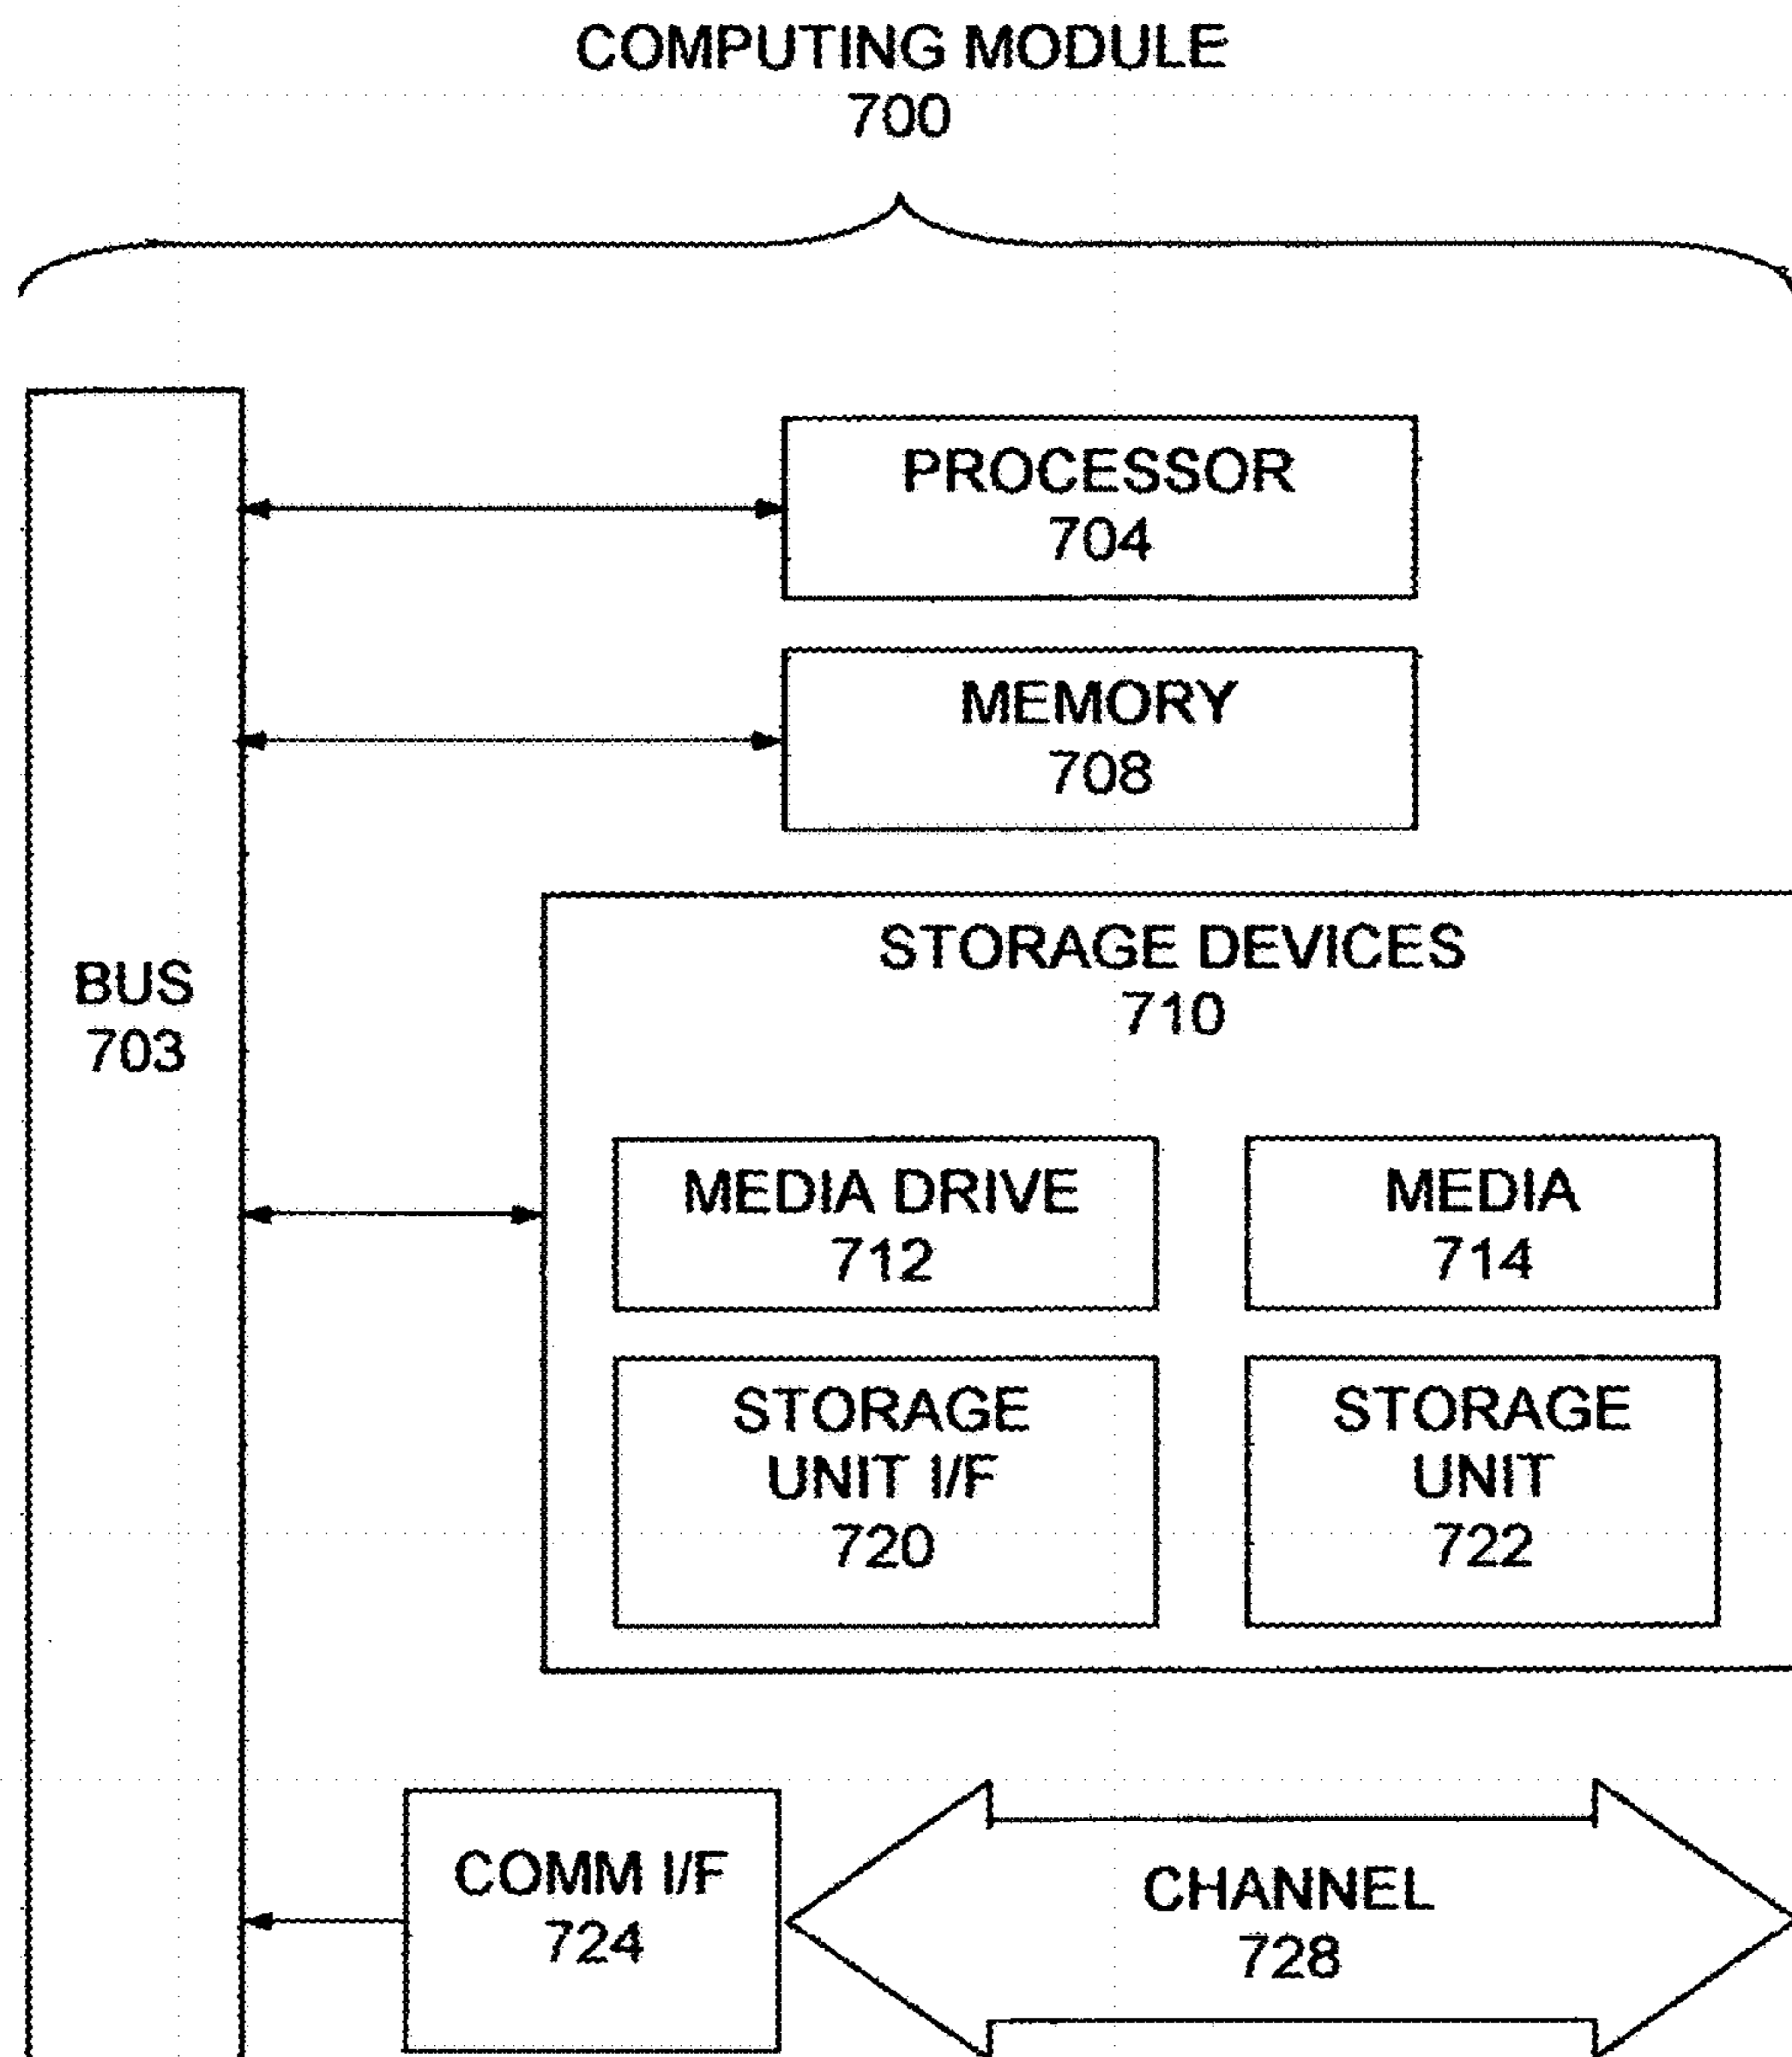 COMPUTING MODULE
700
PROCESSOR
704
MEMORY
708
BUS
703
STORAGE DEVICES
710
MEDIA DRIVE
712
MEDIA
714
STORAGE
UNIT I/F
720
STORAGE
UNIT
722
COMM I/F
724
CHANNEL
728